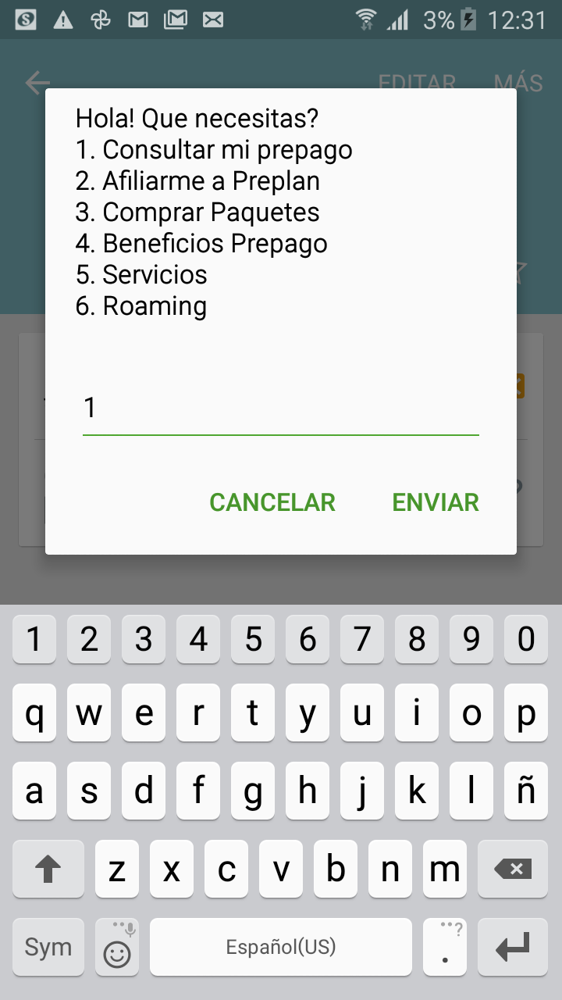 3% 12:31
EDITAR MÁS
Hola! Que necesitas?
1. Consultar mi prepago
2. Afiliarme a Preplan
3. Comprar Paquetes
4. Beneficios Prepago
5. Servicios
6. Roaming
1
CANCELAR ENVIAR
1 2 3 4 5 6 7 8 9 0
q w e r t y u i o p
a s d f g h j k l ñ
z x c v b n m
Sym Español(US) . ?